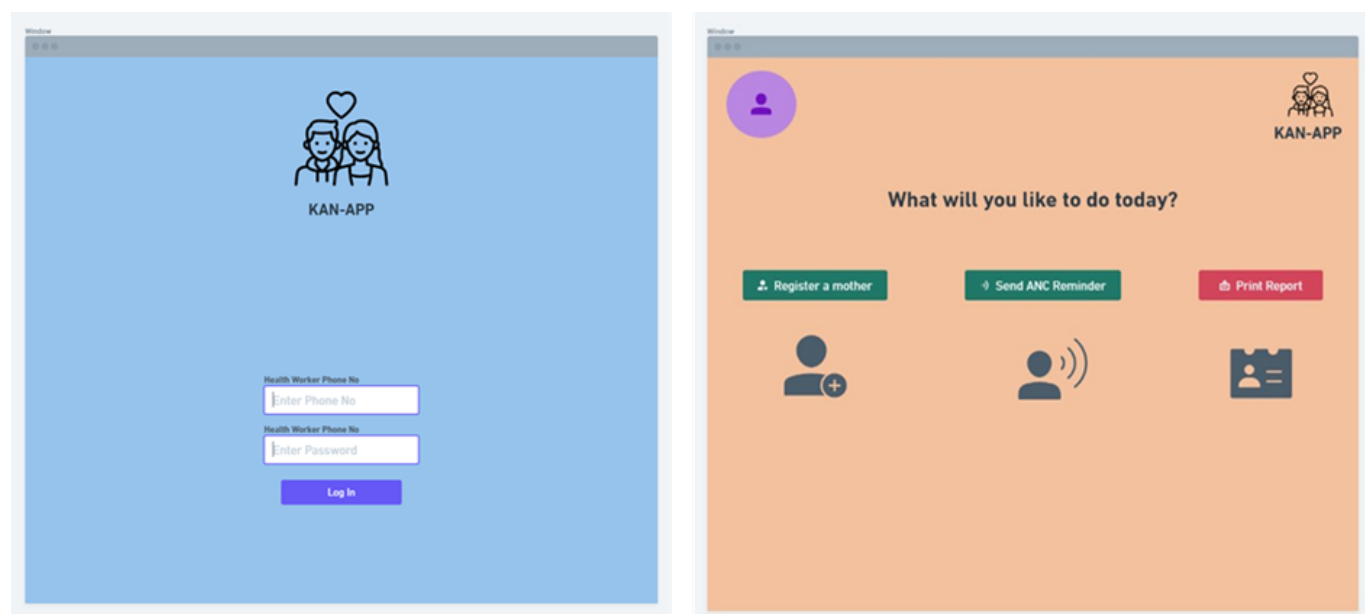 Window
KAN-APP
Health Worker Phone No
Enter Phone No
Health Worker Phone No
Enter Password
Log In
Window
KAN-APP
What will you like to do today?
Register a mother
Send ANC Reminder
Print Report